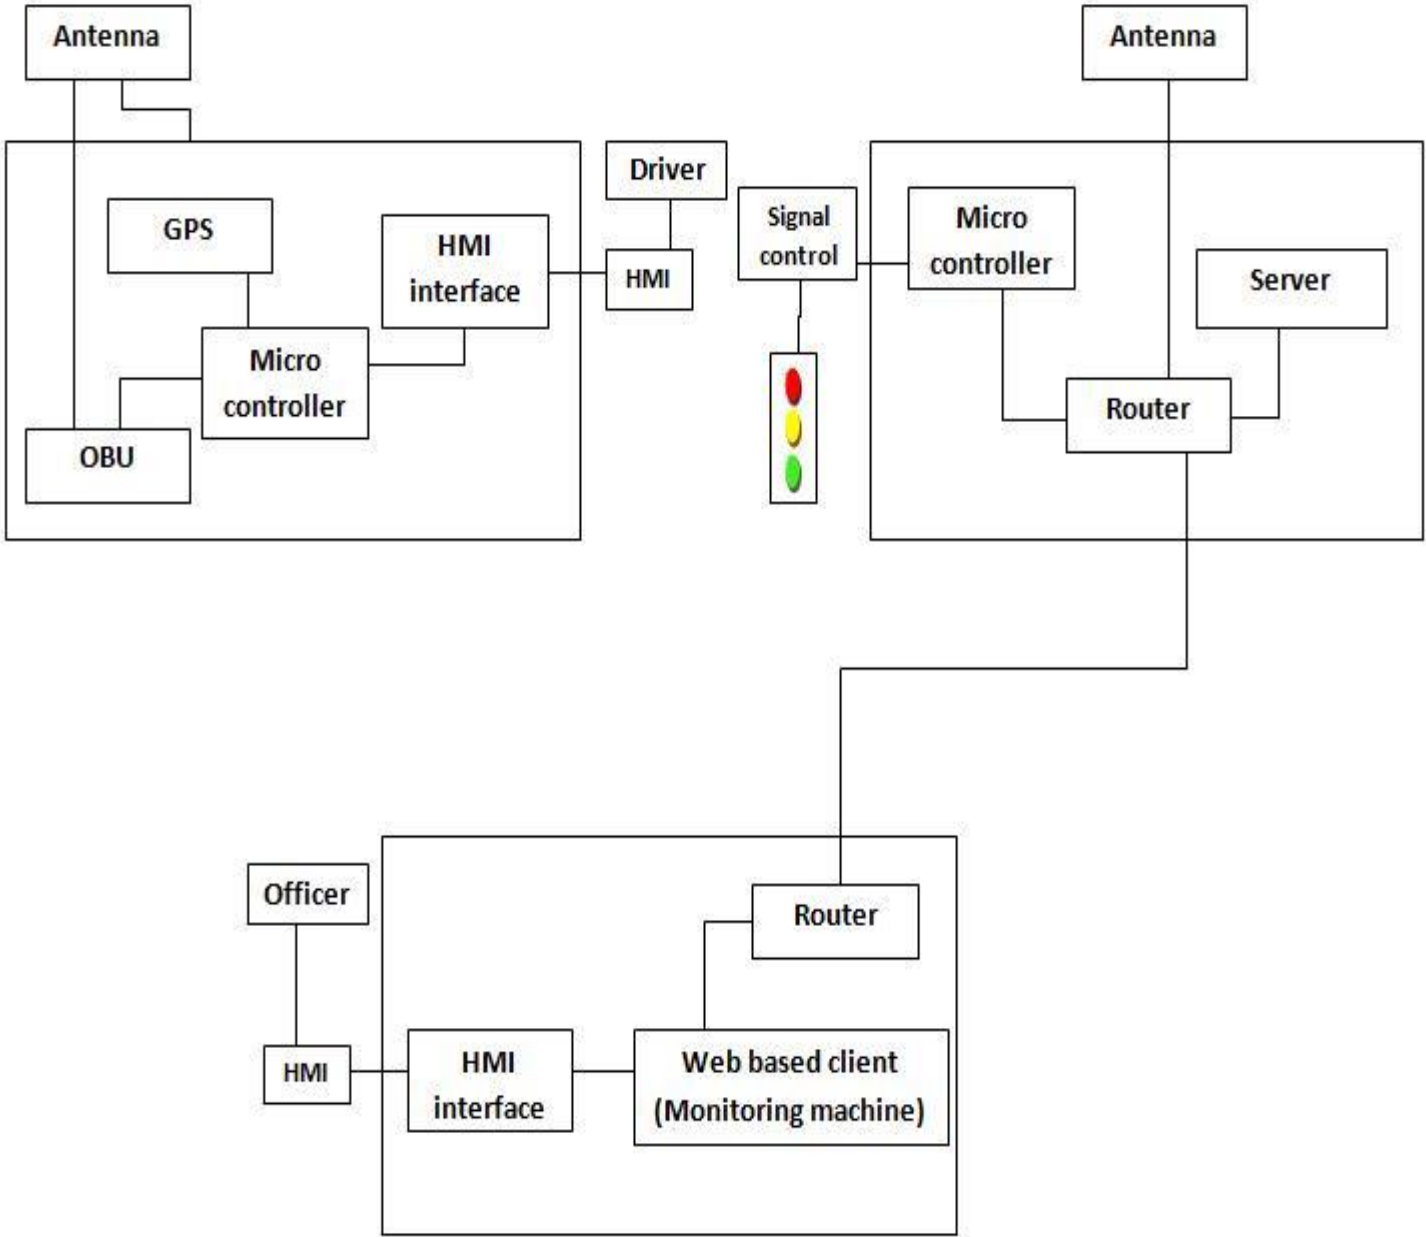 Antenna
Antenna
Driver
GPS
HMI
interface
HMI
Signal
control
Micro
controller
Server
Micro
controller
Router
OBU
Officer
Router
HMI
HMI
interface
Web based client
(Monitoring machine)